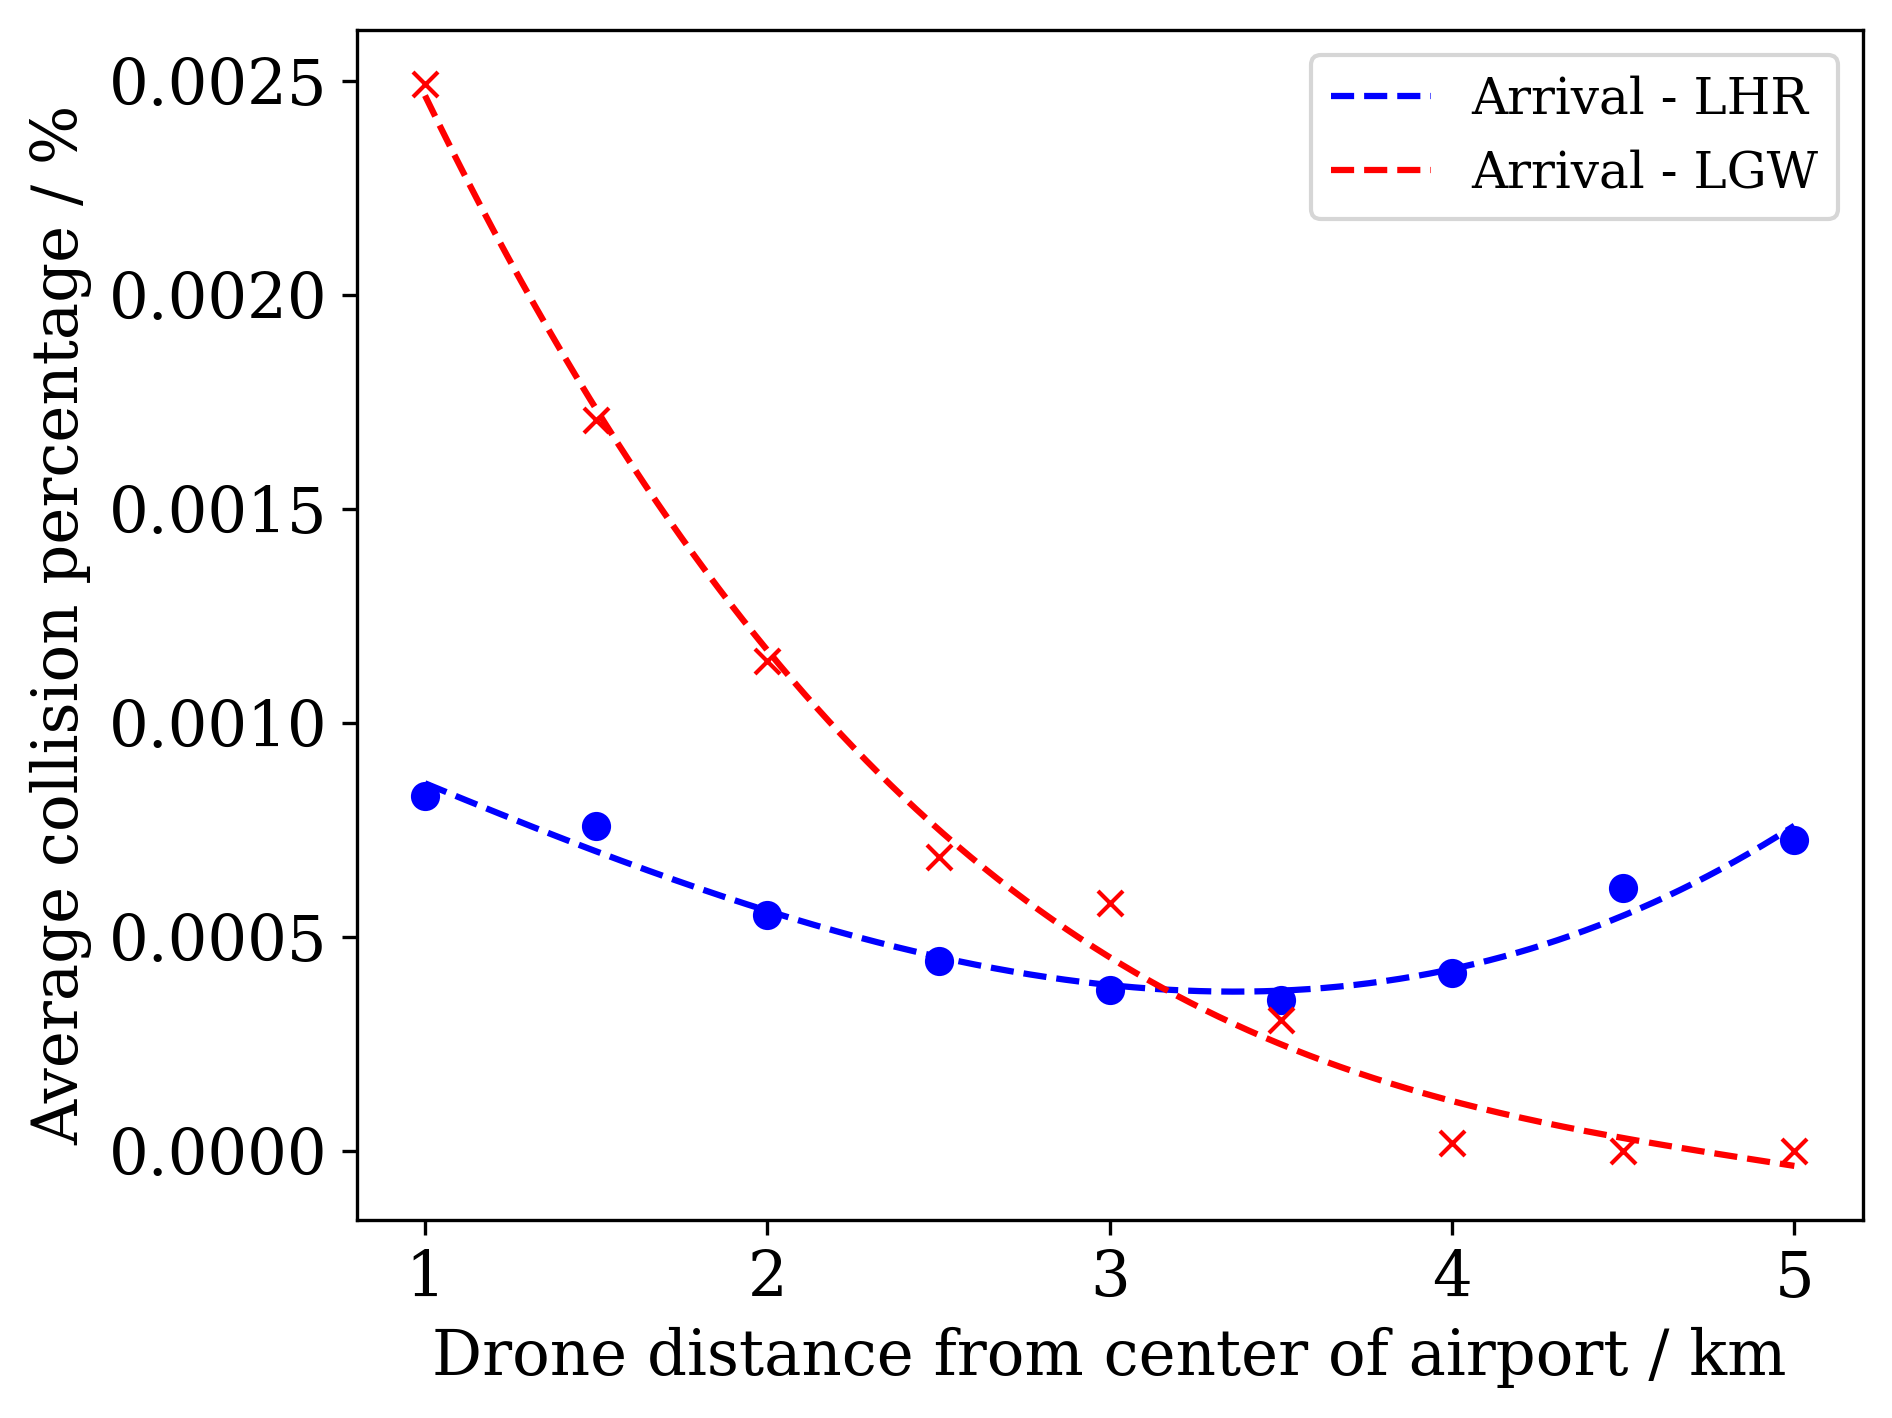 Average collision percentage / %
0.0025
0.0020
0.0015
0.0010
0.0005
0.0000
Arrival - LHR
Arrival - LGW
1 2 3 4 5
Drone distance from center of airport / km